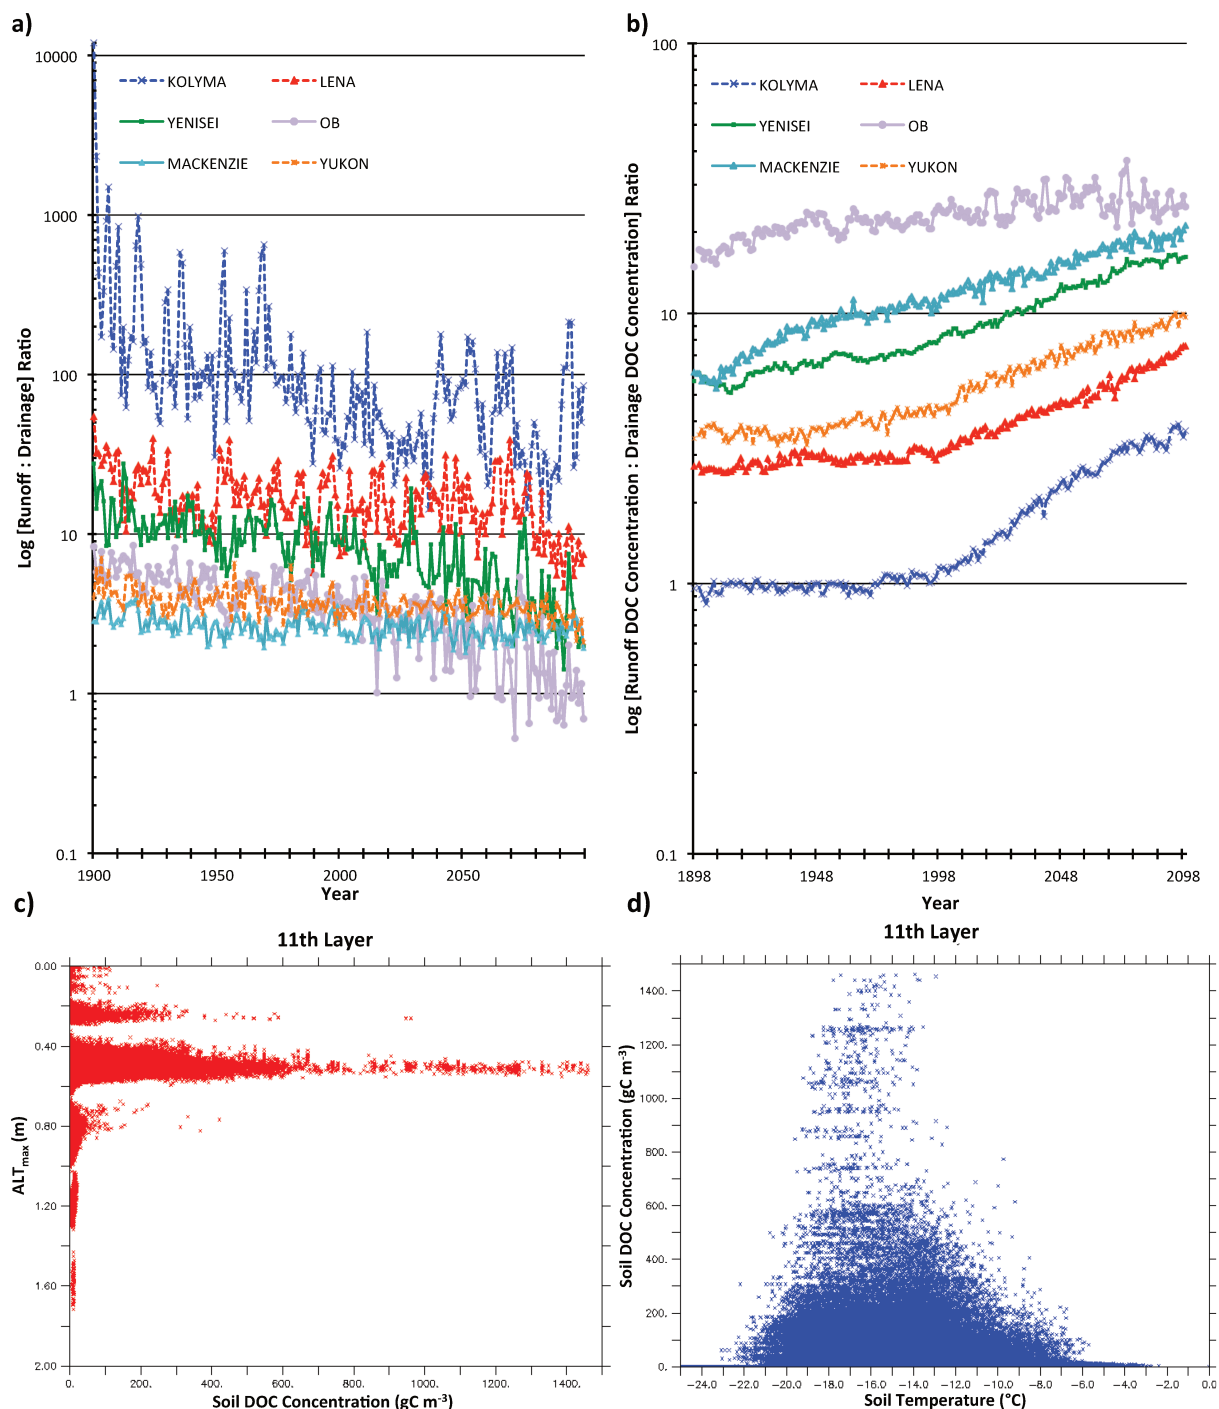 a)
Log [Runoff : Drainage] Ratio
10000
1000
100
10
1
0.1
KOLYMA LENA
YENISEI OB
MACKENZIE YUKON
1900 1950 2000 2050
Year
b)
Log [Runoff DOC Concentration : Drainage DOC Concentration] Ratio
100
10
1
0.1
KOLYMA LENA
YENISEI OB
MACKENZIE YUKON
1898 1948 1998 2048 2098
Year
c)
11th Layer
ALTmax (m)
0.00
0.40
0.80
1.20
1.60
2.00
0. 200. 400. 600. 800. 1000. 1200. 1400.
Soil DOC Concentration (gC m-3)
d)
11th Layer
Soil DOC Concentration (gC m-3)
1400.
1200.
1000.
800.
600.
400.
200.
0.
−24.0 −22.0 −20.0 −18.0 −16.0 −14.0 −12.0 −10.0 −8.0 −6.0 −4.0 −2.0 0.0
Soil Temperature (°C)